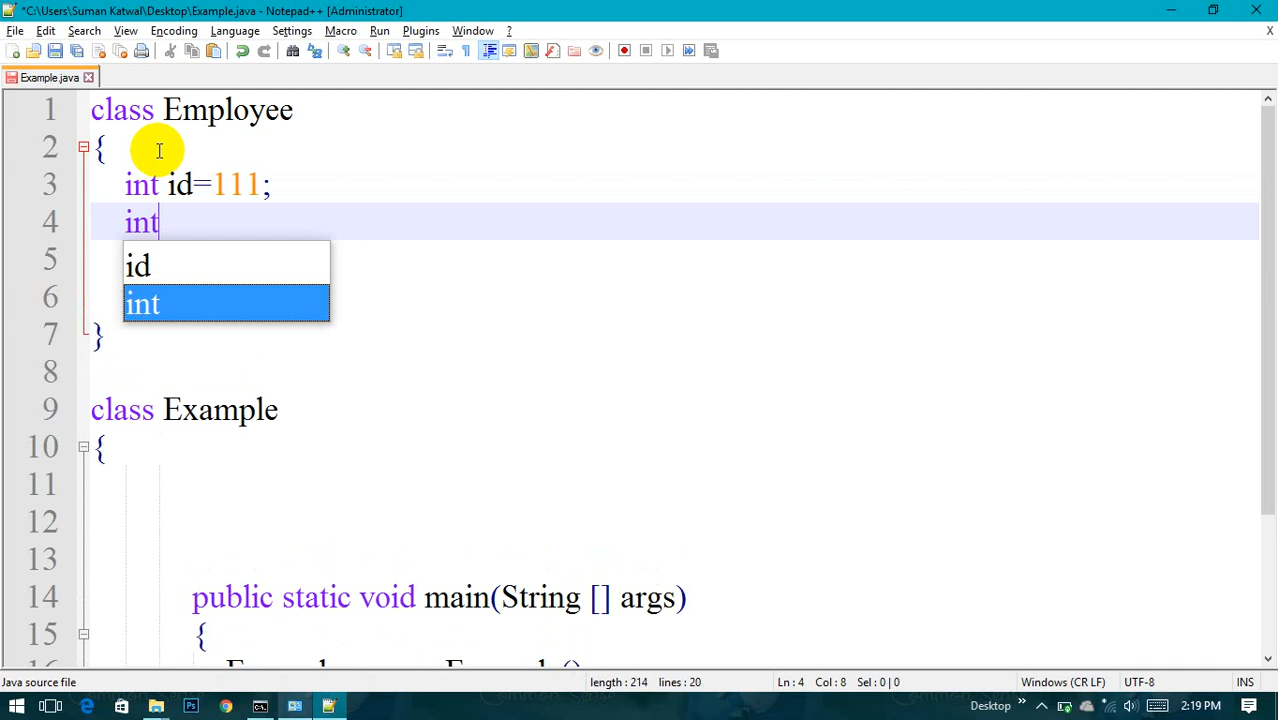 *C:\Users\Suman Katwal\Desktop\Example.java - Notepad++ [Administrator]
File Edit Search View Encoding Language Settings Macro Run Plugins Window ? X
Example.java
1 class Employee
2 {
3 int id=111;
4 int
5 id
6 int
7 }
8
9 class Example
10 {
11
12
13
14 public static void main(String [] args)
15 {
16
Java source file length : 214 lines : 20 Ln : 4 Col : 8 Sel : 0 | 0 Windows (CR LF) UTF-8 INS
Desktop 2:19 PM